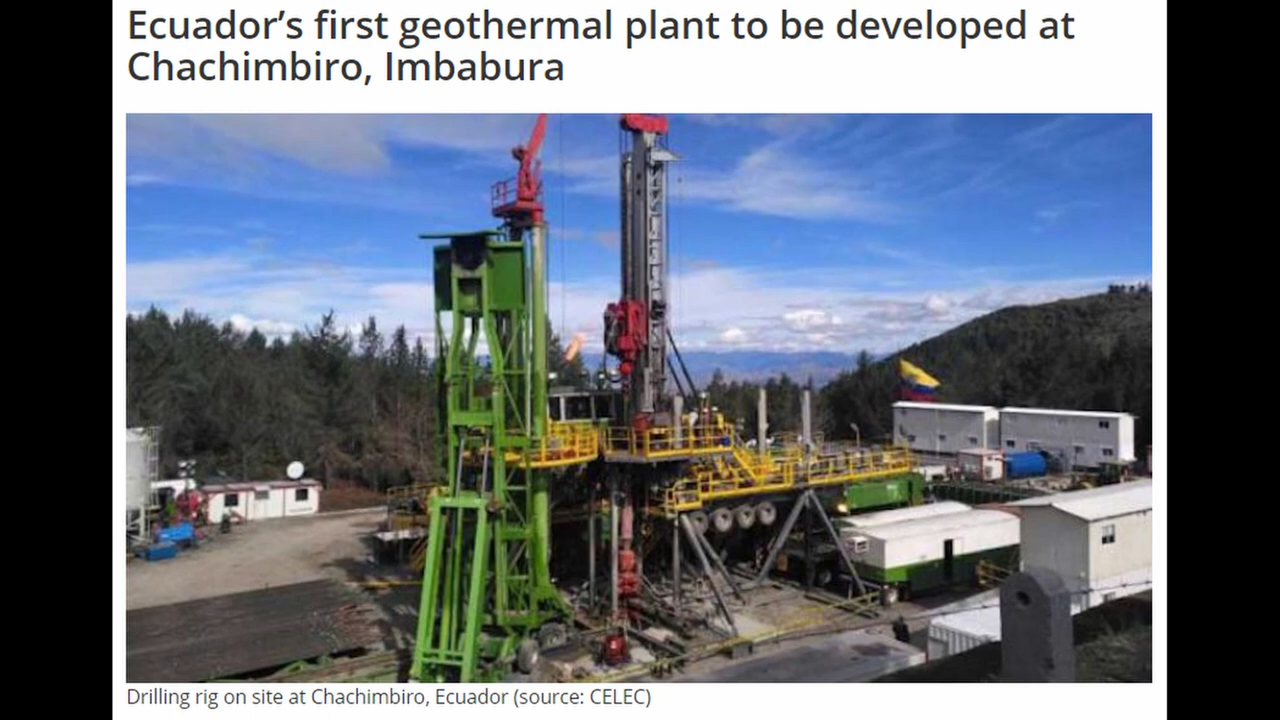 Ecuador’s first geothermal plant to be developed at
Chachimbiro, Imbabura
Drilling rig on site at Chachimbiro, Ecuador (source: CELEC)